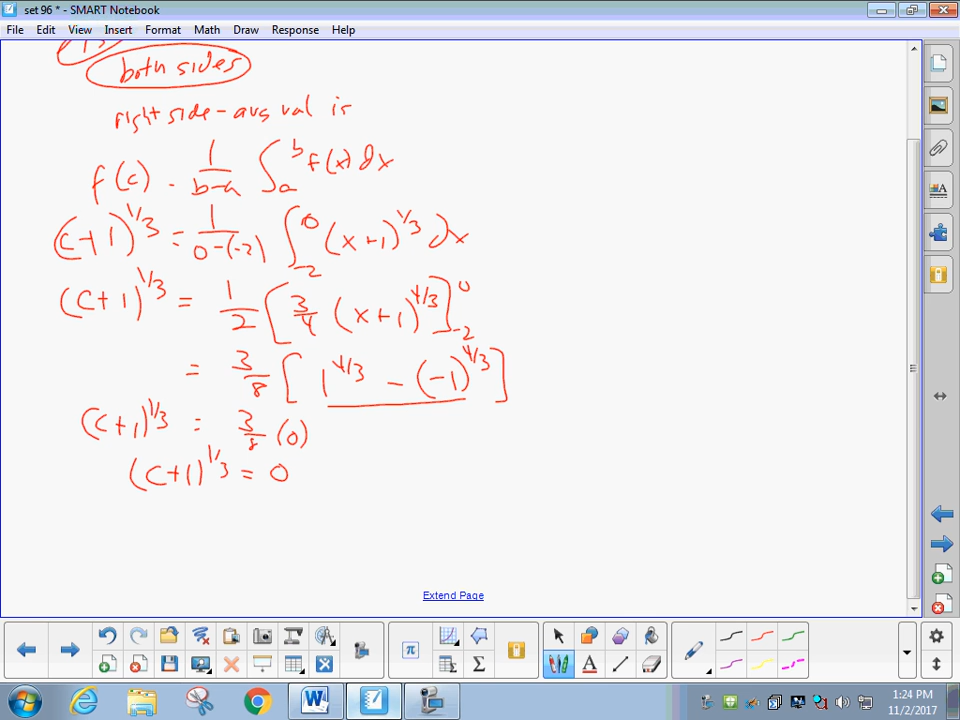 set 96 * - SMART Notebook
File Edit View Insert Format Math Draw Response Help
both sides
right side - avg val is
f(c) = 1/(b-a) ∫_a^b f(x) dx
(c+1)^1/3 = 1/(0-(-2)) ∫_-2^0 (x+1)^1/3 dx
(c+1)^1/3 = 1/2 [3/4 (x+1)^4/3]_-2^0
= 3/8 [1^4/3 - (-1)^4/3]
(c+1)^1/3 = 3/8 (0)
(c+1)^1/3 = 0
Extend Page
1:24 PM
11/2/2017